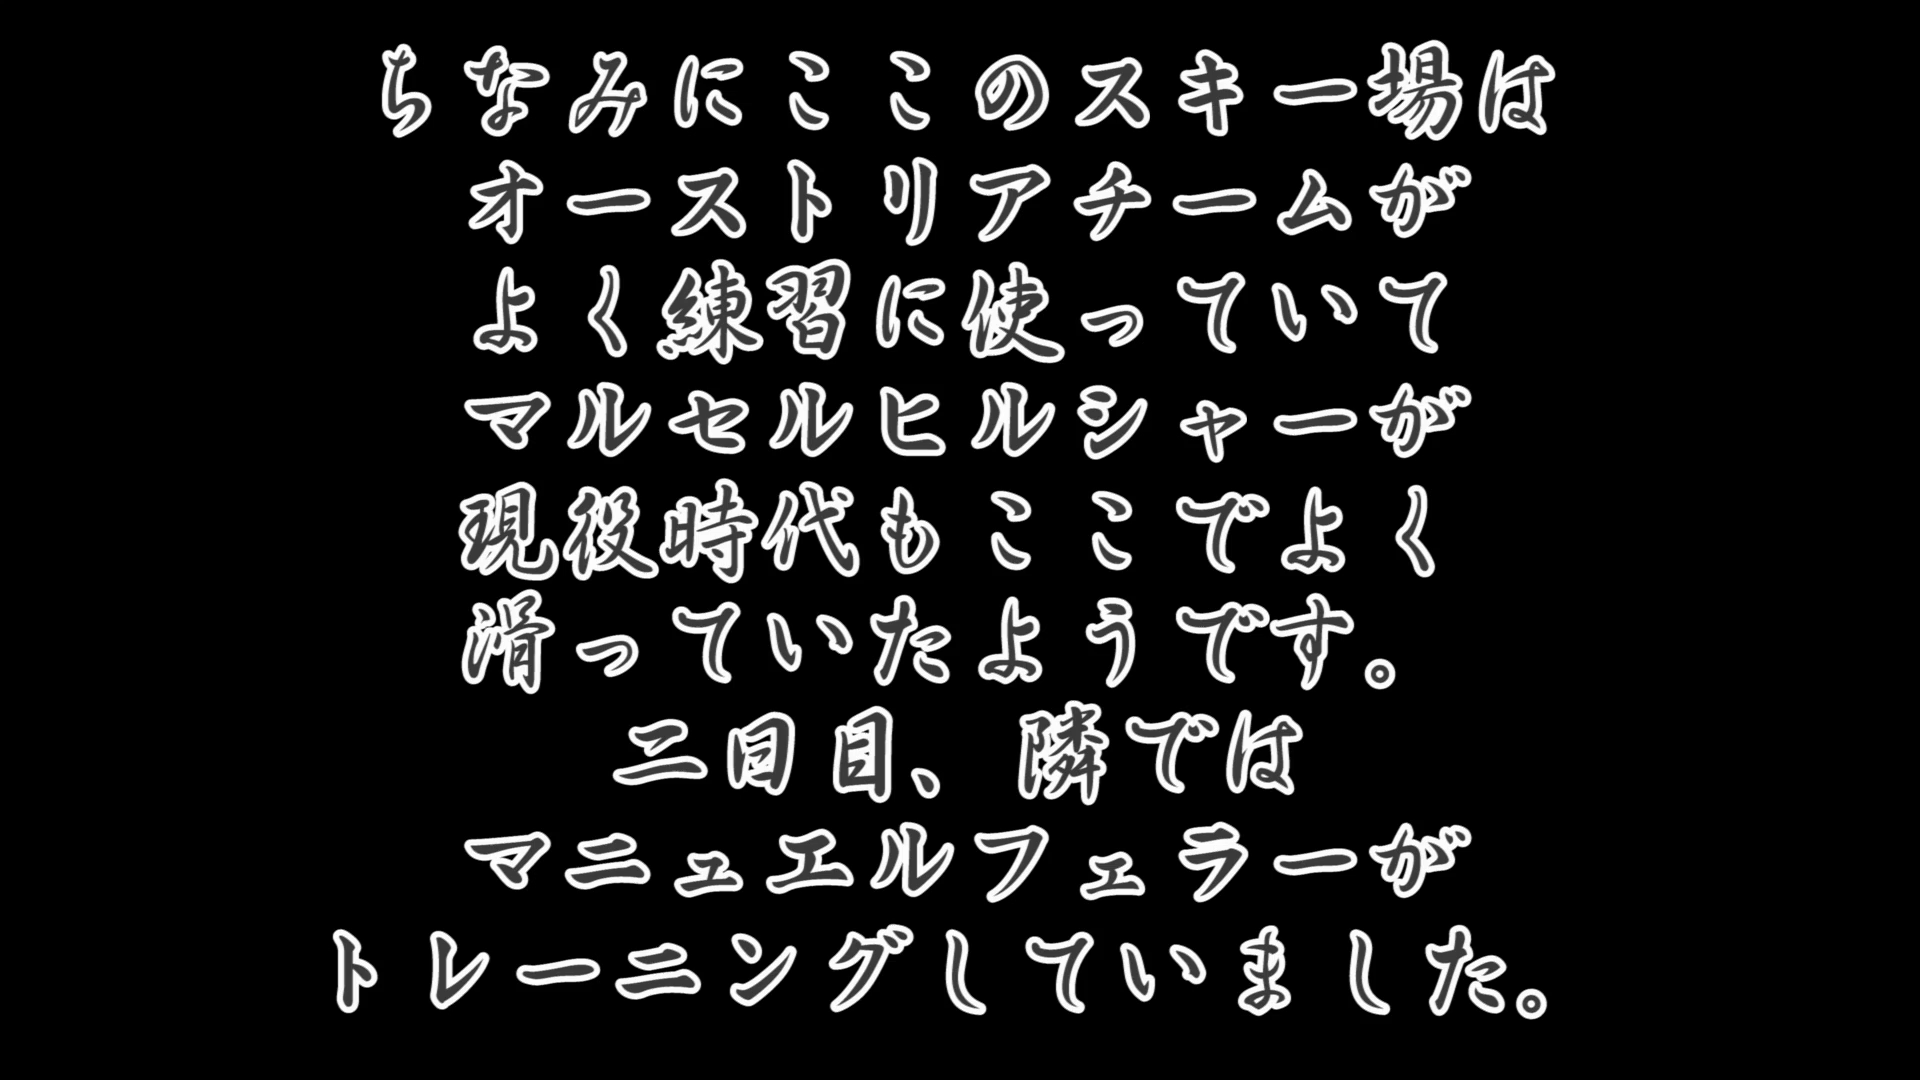 ちなみにここのスキー場は
オーストリアチームが
よく練習に使っていて
マルセルヒルシャーが
現役時代もここでよく
滑っていたようです。
二日目、隣では
マニュエルフェラーが
トレーニングしていました。